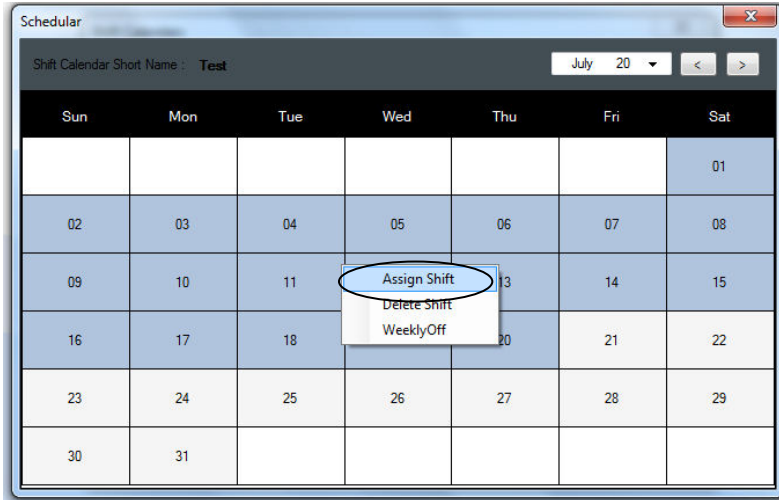 Schedular
Shift Calendar Short Name : Test July 20 < >
Sun Mon Tue Wed Thu Fri Sat
01
02 03 04 05 06 07 08
09 10 11 Assign Shift 13 14 15
Delete Shift
WeeklyOff
16 17 18 20 21 22
23 24 25 26 27 28 29
30 31